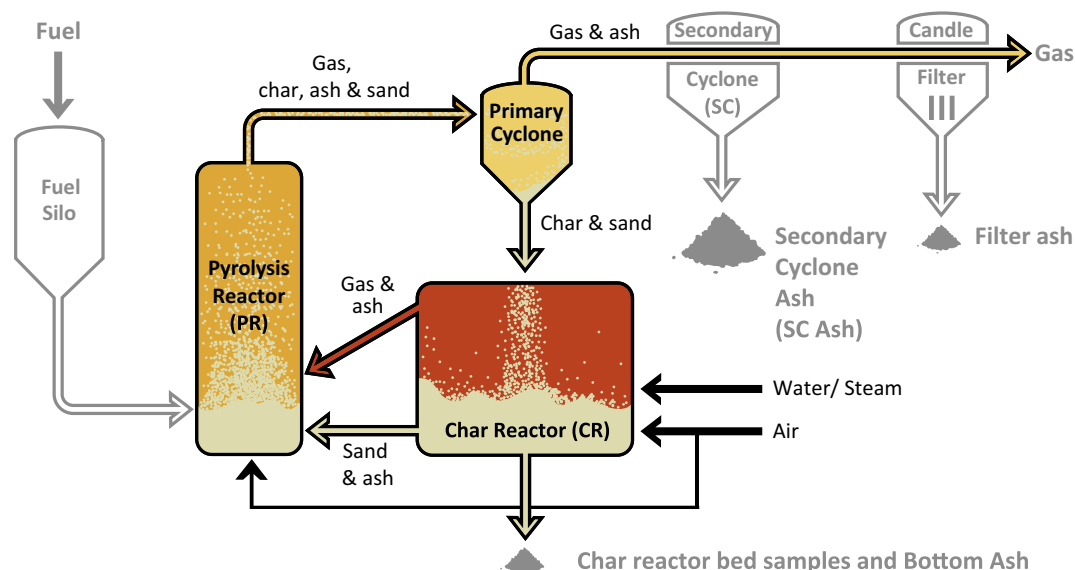 Fuel
Fuel
Silo
Gas,
char, ash & sand
Pyrolysis
Reactor
(PR)
Primary
Cyclone
Gas & ash
Secondary
Cyclone
(SC)
Candle
Filter
Gas
Char & sand
Secondary
Cyclone
Ash
(SC Ash)
Filter ash
Gas &
ash
Char Reactor (CR)
Sand
& ash
Water/ Steam
Air
Char reactor bed samples and Bottom Ash